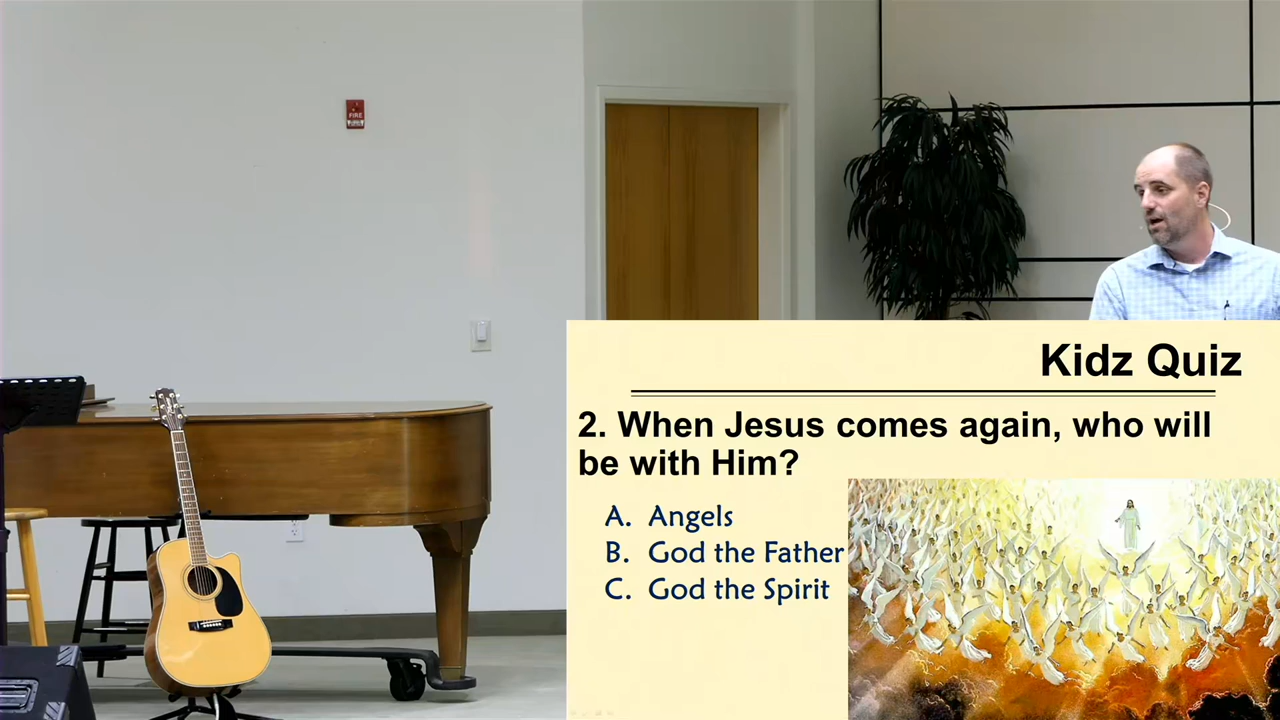 FIRE
Kidz Quiz
2. When Jesus comes again, who will
be with Him?
A. Angels
B. God the Father
C. God the Spirit